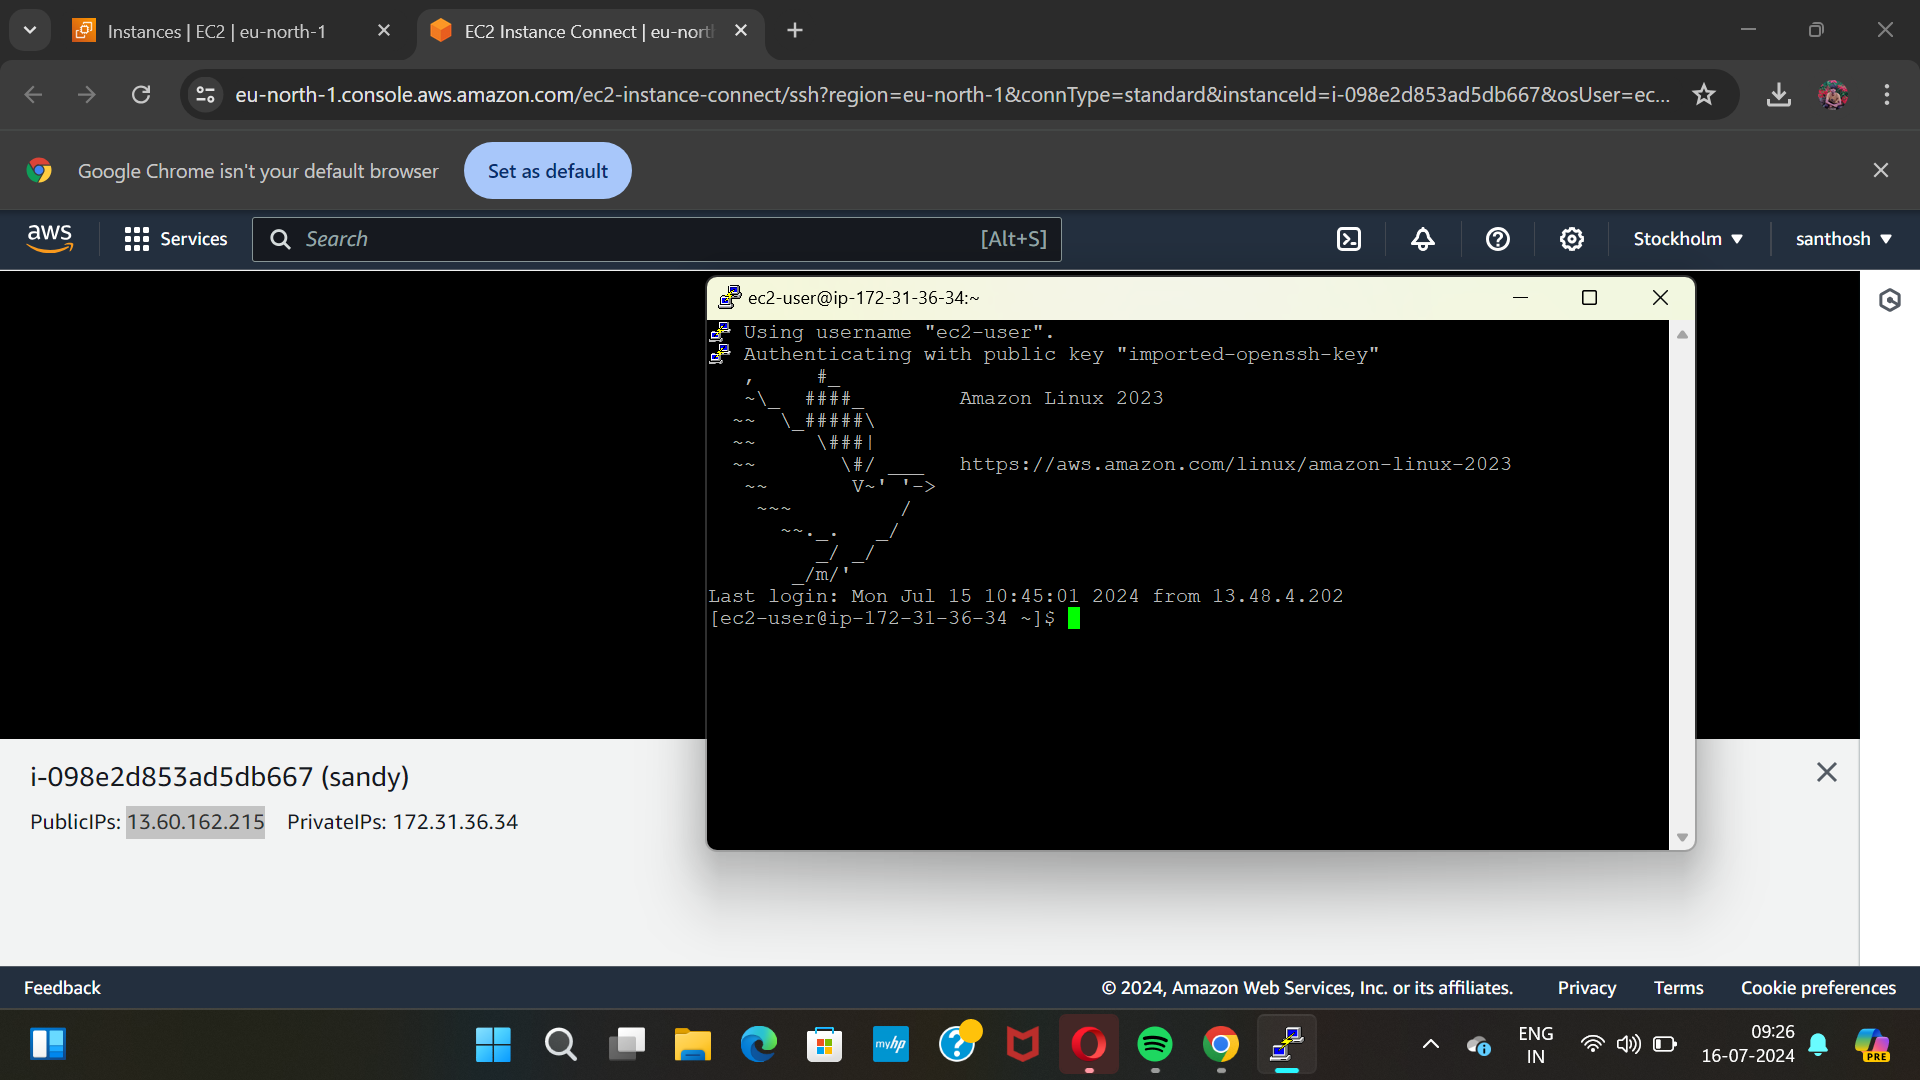 Instances | EC2 | eu-north-1
EC2 Instance Connect | eu-nort
eu-north-1.console.aws.amazon.com/ec2-instance-connect/ssh?region=eu-north-1&connType=standard&instanceId=i-098e2d853ad5db667&osUser=ec...
Google Chrome isn't your default browser
Set as default
aws
Services
Search
[Alt+S]
Stockholm ▼
santhosh ▼
ec2-user@ip-172-31-36-34:~
Using username "ec2-user".
Authenticating with public key "imported-openssh-key"
   ,     #_
   ~\_  ####_        Amazon Linux 2023
  ~~  \_#####\
  ~~     \###|
  ~~       \#/ ___   https://aws.amazon.com/linux/amazon-linux-2023
   ~~       V~' '->
    ~~~         /
      ~~._.   _/
         _/ _/
       _/m/'
Last login: Mon Jul 15 10:45:01 2024 from 13.48.4.202
[ec2-user@ip-172-31-36-34 ~]$
i-098e2d853ad5db667 (sandy)
PublicIPs: 13.60.162.215 PrivateIPs: 172.31.36.34
Feedback
© 2024, Amazon Web Services, Inc. or its affiliates.
Privacy
Terms
Cookie preferences
myhp
ENG
IN
09:26
16-07-2024
PRE